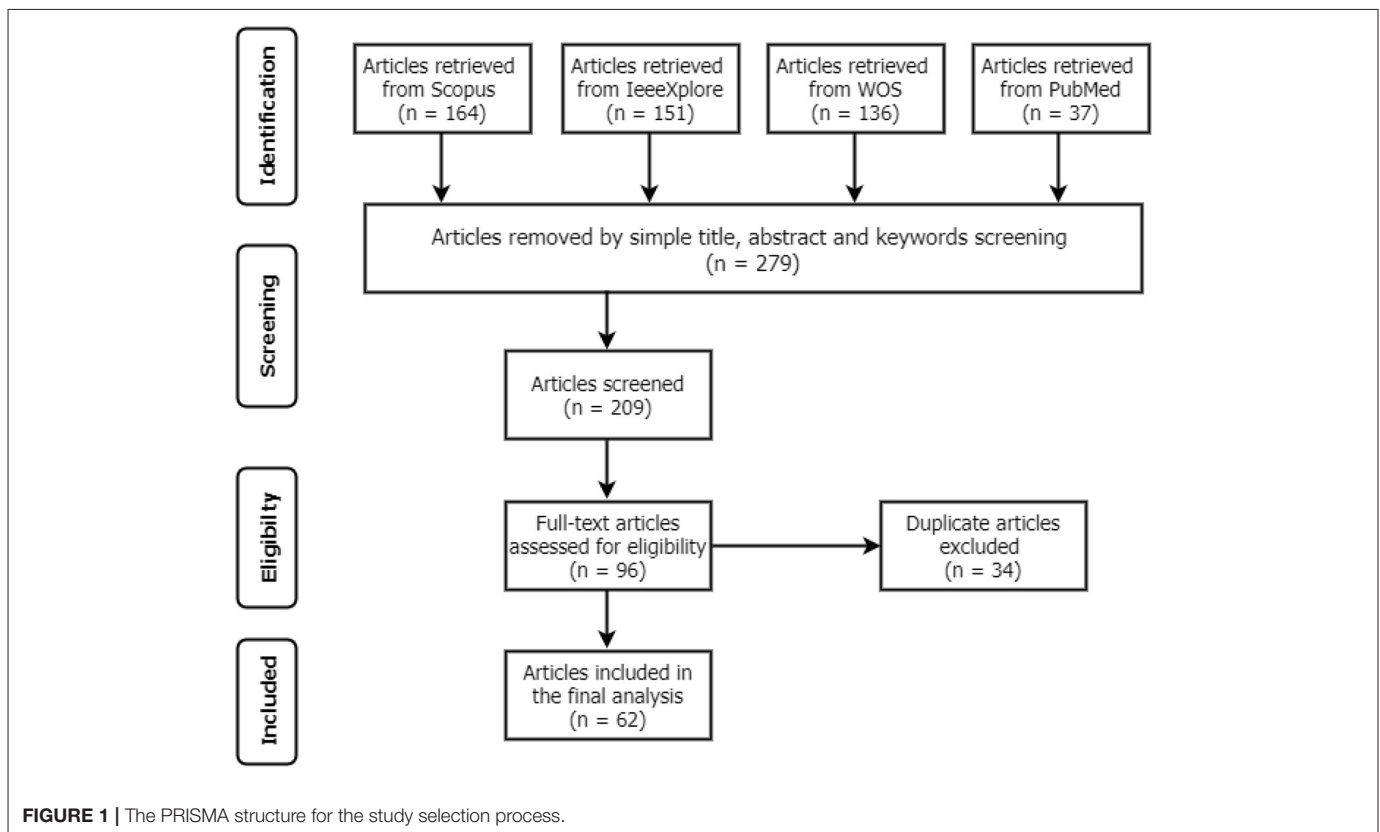 Identification
Articles retrieved
from Scopus
(n = 164)
Articles retrieved
from IeeeXplore
(n = 151)
Articles retrieved
from WOS
(n = 136)
Articles retrieved
from PubMed
(n = 37)
Articles removed by simple title, abstract and keywords screening
(n = 279)
Screening
Articles screened
(n = 209)
Eligibilty
Full-text articles
assessed for eligibility
(n = 96)
Duplicate articles
excluded
(n = 34)
Included
Articles included in
the final analysis
(n = 62)
FIGURE 1 | The PRISMA structure for the study selection process.